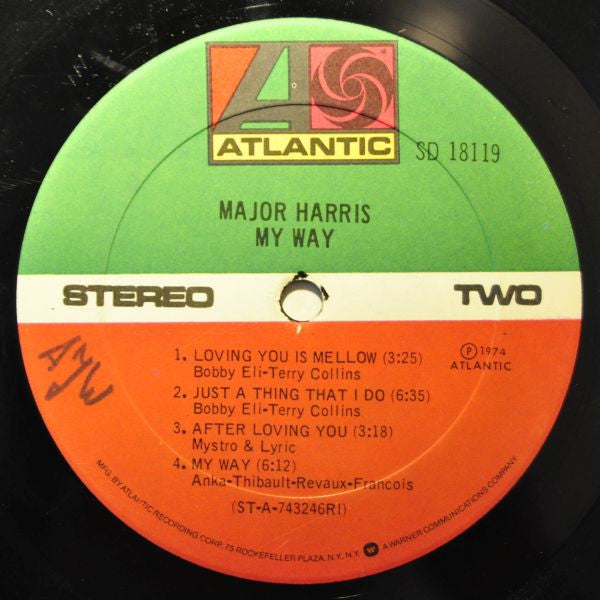 ATLANTIC
SD 18119
MAJOR HARRIS
MY WAY
STEREO
TWO
1. LOVING YOU IS MELLOW (3:25)
Bobby Eli-Terry Collins
2. JUST A THING THAT I DO (6:35)
Bobby Eli-Terry Collins
3. AFTER LOVING YOU (3:18)
Mystro & Lyric
4. MY WAY (6:12)
Anka-Thibault-Revaux-Francois
(ST-A-743246RI)
℗ 1974
ATLANTIC
AJW
MFG. BY ATLANTIC RECORDING CORP. 75 ROCKEFELLER PLAZA, N.Y., N.Y. A WARNER COMMUNICATIONS COMPANY